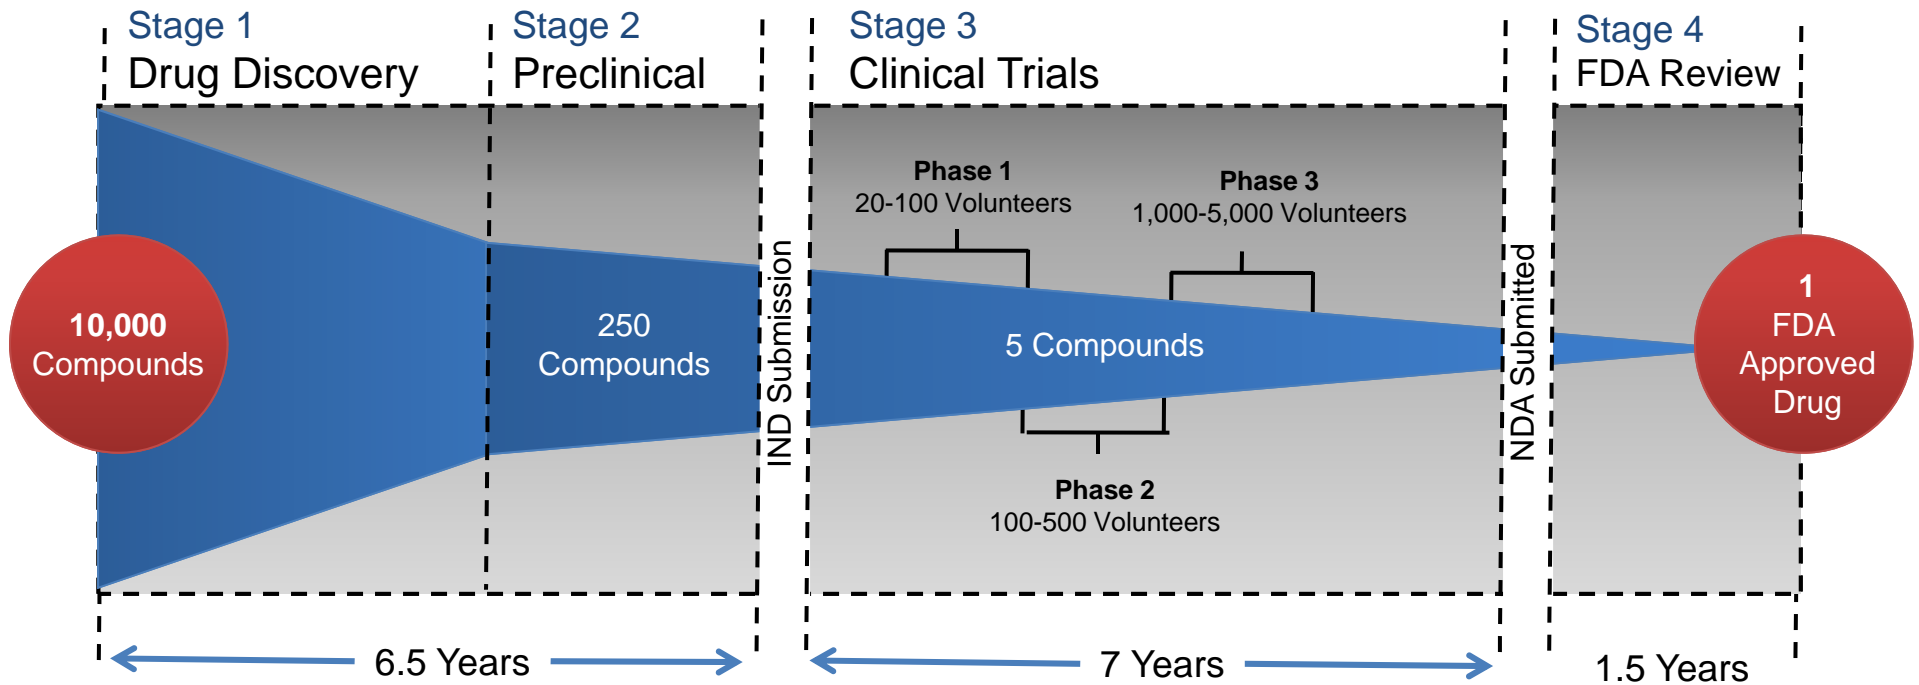 Stage 1
Drug Discovery
Stage 2
Preclinical
Stage 3
Clinical Trials
Stage 4
FDA Review
10,000
Compounds
250
Compounds
IND Submission
Phase 1
20-100 Volunteers
Phase 3
1,000-5,000 Volunteers
5 Compounds
Phase 2
100-500 Volunteers
NDA Submitted
1
FDA
Approved
Drug
6.5 Years
7 Years
1.5 Years